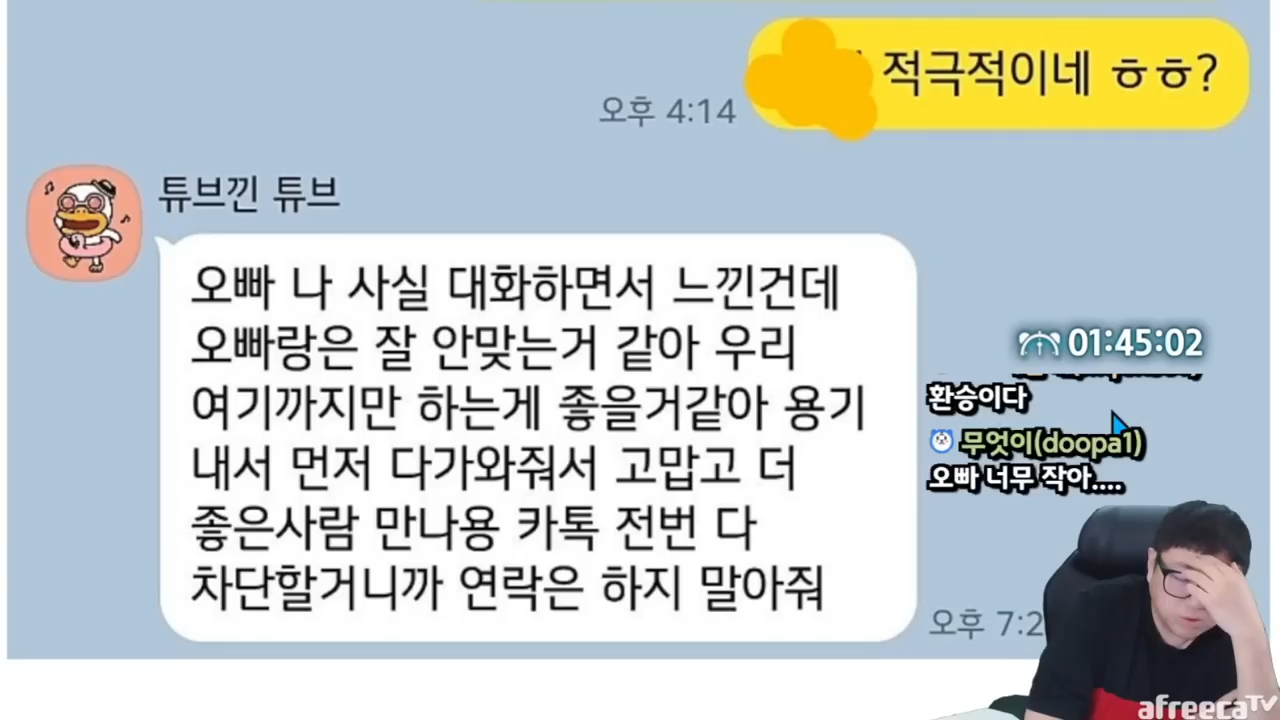 적극적이네 ㅎㅎ?
오후 4:14
튜브낀 튜브
오빠 나 사실 대화하면서 느낀건데
오빠랑은 잘 안맞는거 같아 우리
여기까지만 하는게 좋을거같아 용기
내서 먼저 다가와줘서 고맙고 더
좋은사람 만나용 카톡 전번 다
차단할거니까 연락은 하지 말아줘
오후 7:2
01:45:02
환승이다
무엇이(doopa1)
오빠 너무 작아....
afreecaTV